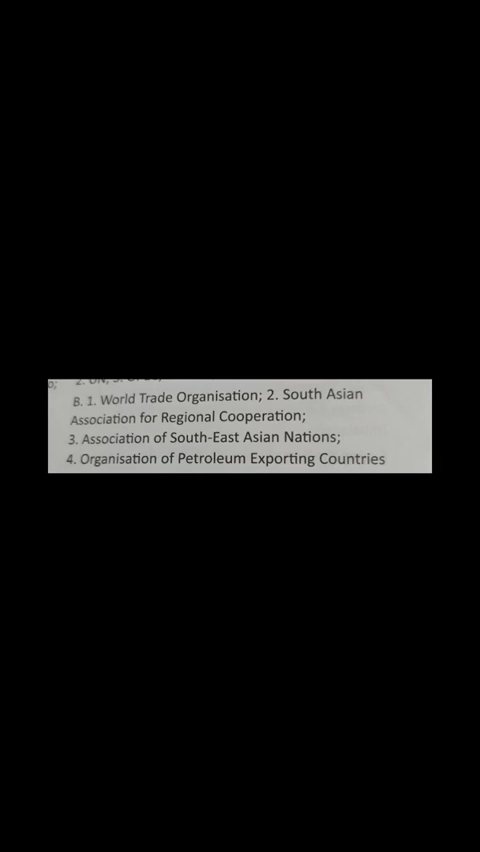 B. 1. World Trade Organisation; 2. South Asian
Association for Regional Cooperation;
3. Association of South-East Asian Nations;
4. Organisation of Petroleum Exporting Countries